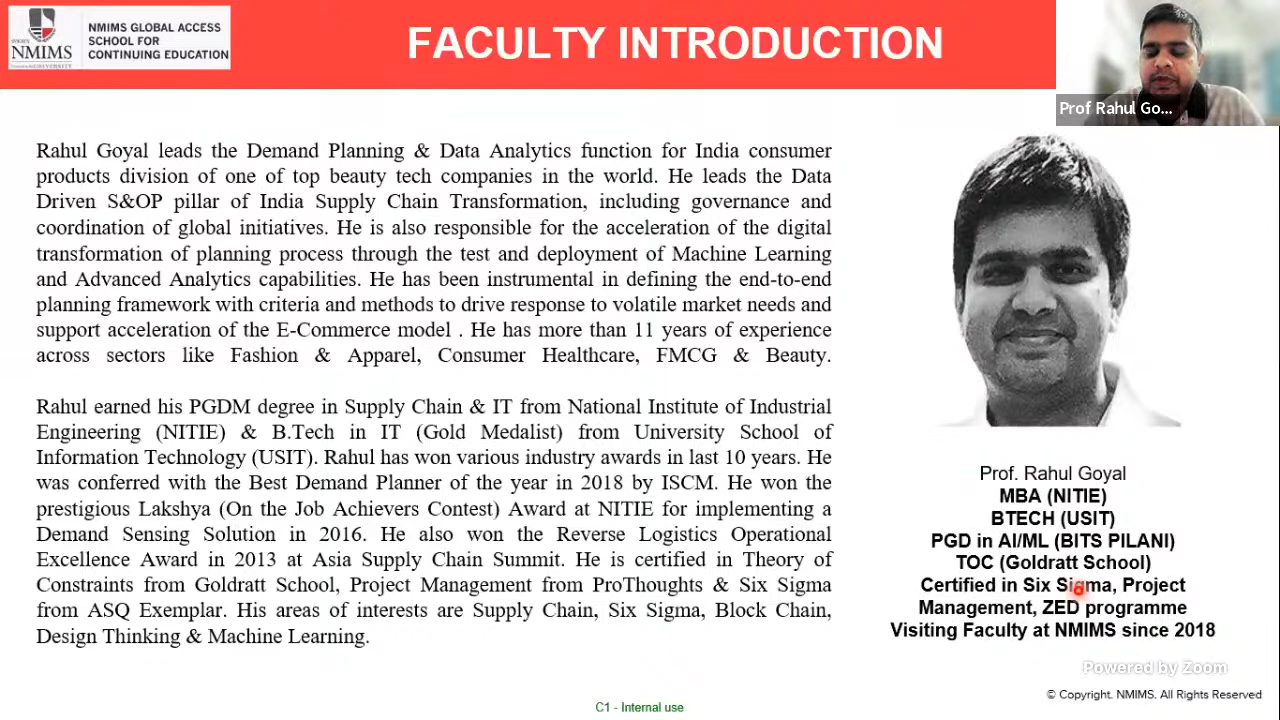 NMIMS
NMIMS GLOBAL ACCESS
SCHOOL FOR
CONTINUING EDUCATION
FACULTY INTRODUCTION
Prof Rahul Go...
Rahul Goyal leads the Demand Planning & Data Analytics function for India consumer
products division of one of top beauty tech companies in the world. He leads the Data
Driven S&OP pillar of India Supply Chain Transformation, including governance and
coordination of global initiatives. He is also responsible for the acceleration of the digital
transformation of planning process through the test and deployment of Machine Learning
and Advanced Analytics capabilities. He has been instrumental in defining the end-to-end
planning framework with criteria and methods to drive response to volatile market needs and
support acceleration of the E-Commerce model . He has more than 11 years of experience
across sectors like Fashion & Apparel, Consumer Healthcare, FMCG & Beauty.
Rahul earned his PGDM degree in Supply Chain & IT from National Institute of Industrial
Engineering (NITIE) & B.Tech in IT (Gold Medalist) from University School of
Information Technology (USIT). Rahul has won various industry awards in last 10 years. He
was conferred with the Best Demand Planner of the year in 2018 by ISCM. He won the
prestigious Lakshya (On the Job Achievers Contest) Award at NITIE for implementing a
Demand Sensing Solution in 2016. He also won the Reverse Logistics Operational
Excellence Award in 2013 at Asia Supply Chain Summit. He is certified in Theory of
Constraints from Goldratt School, Project Management from ProThoughts & Six Sigma
from ASQ Exemplar. His areas of interests are Supply Chain, Six Sigma, Block Chain,
Design Thinking & Machine Learning.
Prof. Rahul Goyal
MBA (NITIE)
BTECH (USIT)
PGD in AI/ML (BITS PILANI)
TOC (Goldratt School)
Certified in Six Sigma, Project
Management, ZED programme
Visiting Faculty at NMIMS since 2018
Powered by Zoom
© Copyright. NMIMS. All Rights Reserved
C1 - Internal use